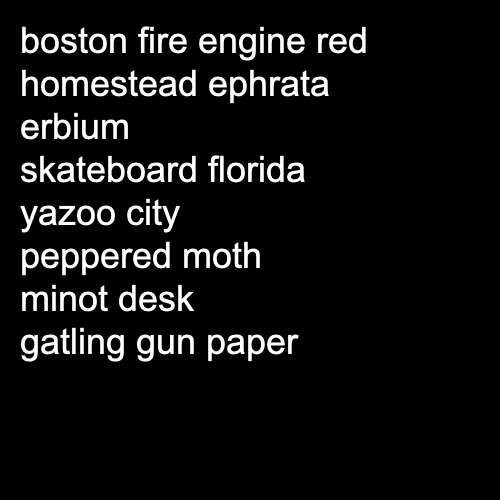 boston fire engine red
homestead ephrata
erbium
skateboard florida
yazoo city
peppered moth
minot desk
gatling gun paper